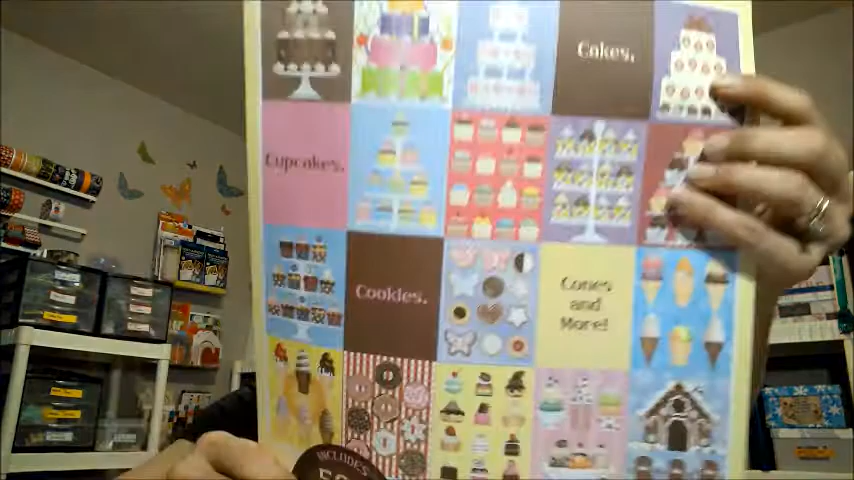 Cakes.
Cupcakes.
Cookies.
Cones
and
More!
INCLUDES